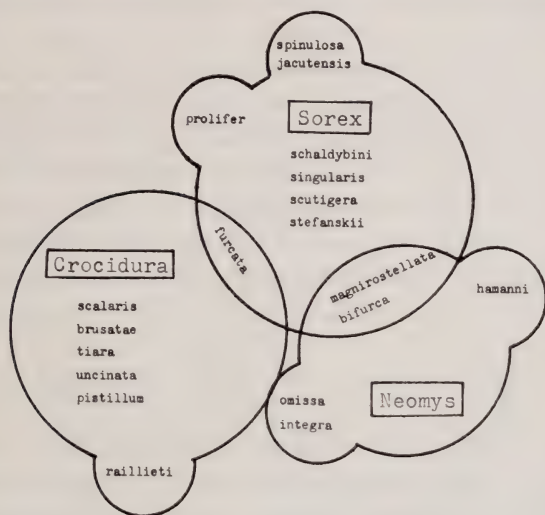 spinulosa
jacutensis
prolifer
Sorex
schaldybini
singularis
scutigera
stefanskii
furcata
magnirostellata
bifurca
hamanni
Crocidura
scalaris
brusatae
tiara
uncinata
pistillum
omissa
integra
Neomys
raillieti